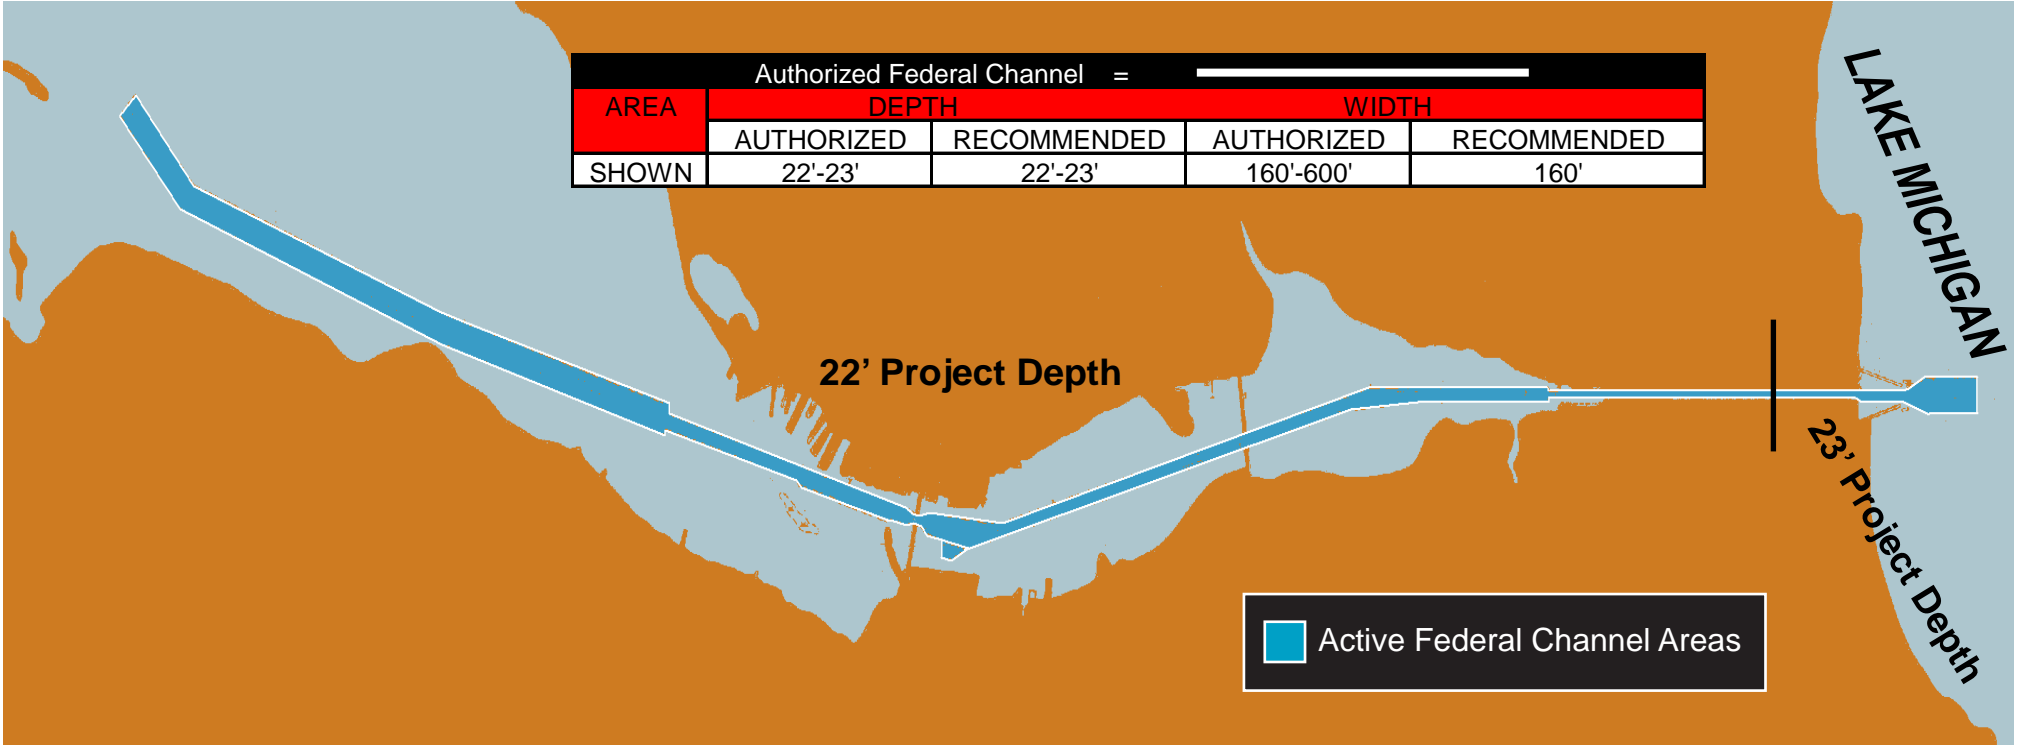 Authorized Federal Channel =
AREA DEPTH WIDTH
AUTHORIZED RECOMMENDED AUTHORIZED RECOMMENDED
SHOWN 22'-23' 22'-23' 160'-600' 160'
LAKE MICHIGAN
22’ Project Depth
23’ Project Depth
Active Federal Channel Areas